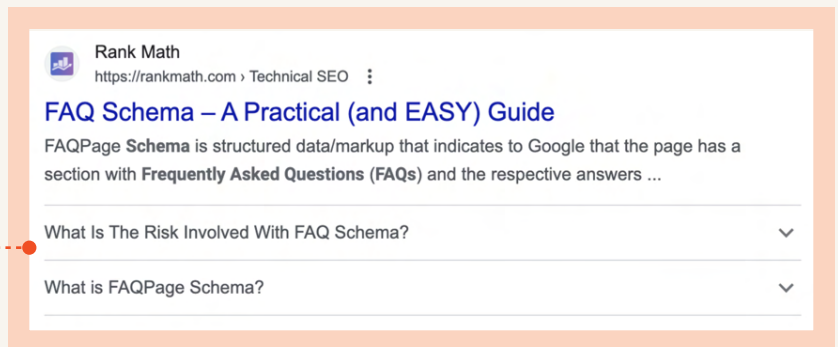 Rank Math
https://rankmath.com › Technical SEO
FAQ Schema – A Practical (and EASY) Guide
FAQPage Schema is structured data/markup that indicates to Google that the page has a
section with Frequently Asked Questions (FAQs) and the respective answers ...
What Is The Risk Involved With FAQ Schema?
What is FAQPage Schema?